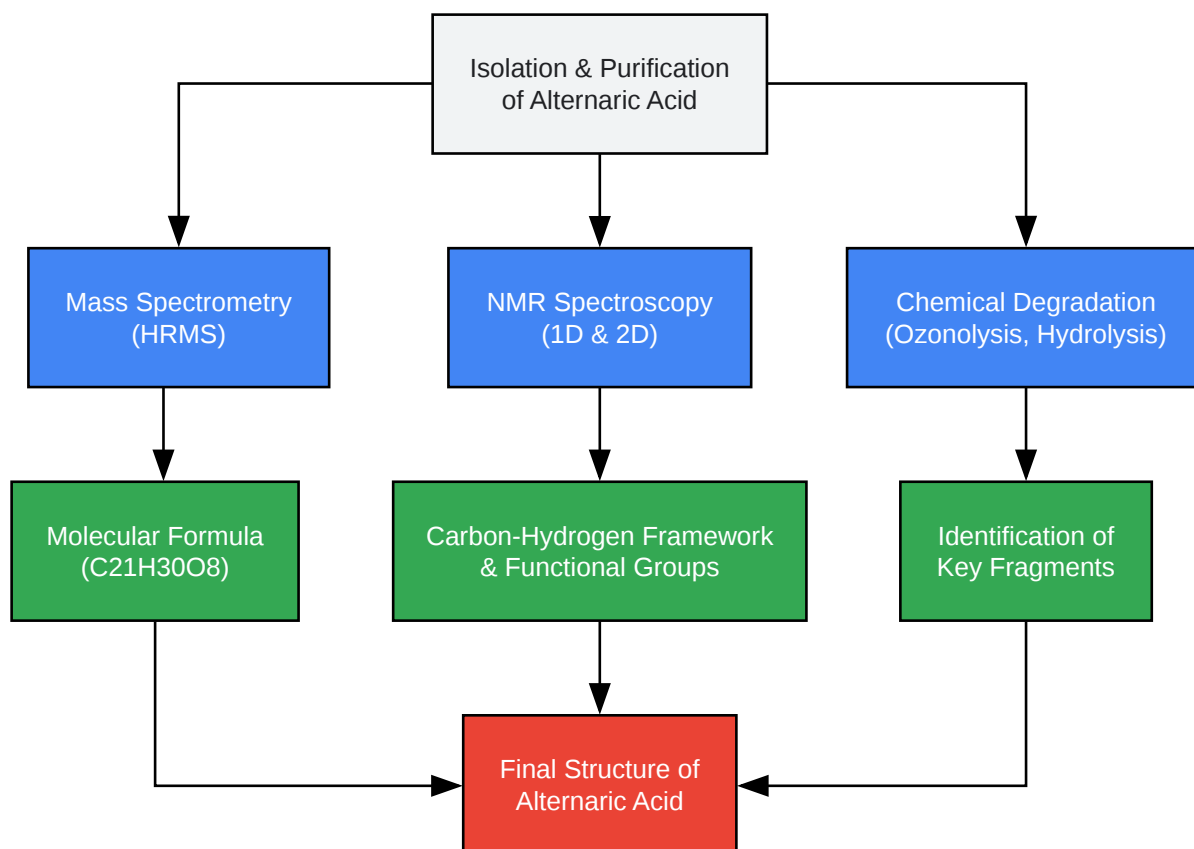 Isolation & Purification
of Alternaric Acid
Mass Spectrometry
(HRMS)
NMR Spectroscopy
(1D & 2D)
Chemical Degradation
(Ozonolysis, Hydrolysis)
Molecular Formula
(C21H30O8)
Carbon-Hydrogen Framework
& Functional Groups
Identification of
Key Fragments
Final Structure of
Alternaric Acid